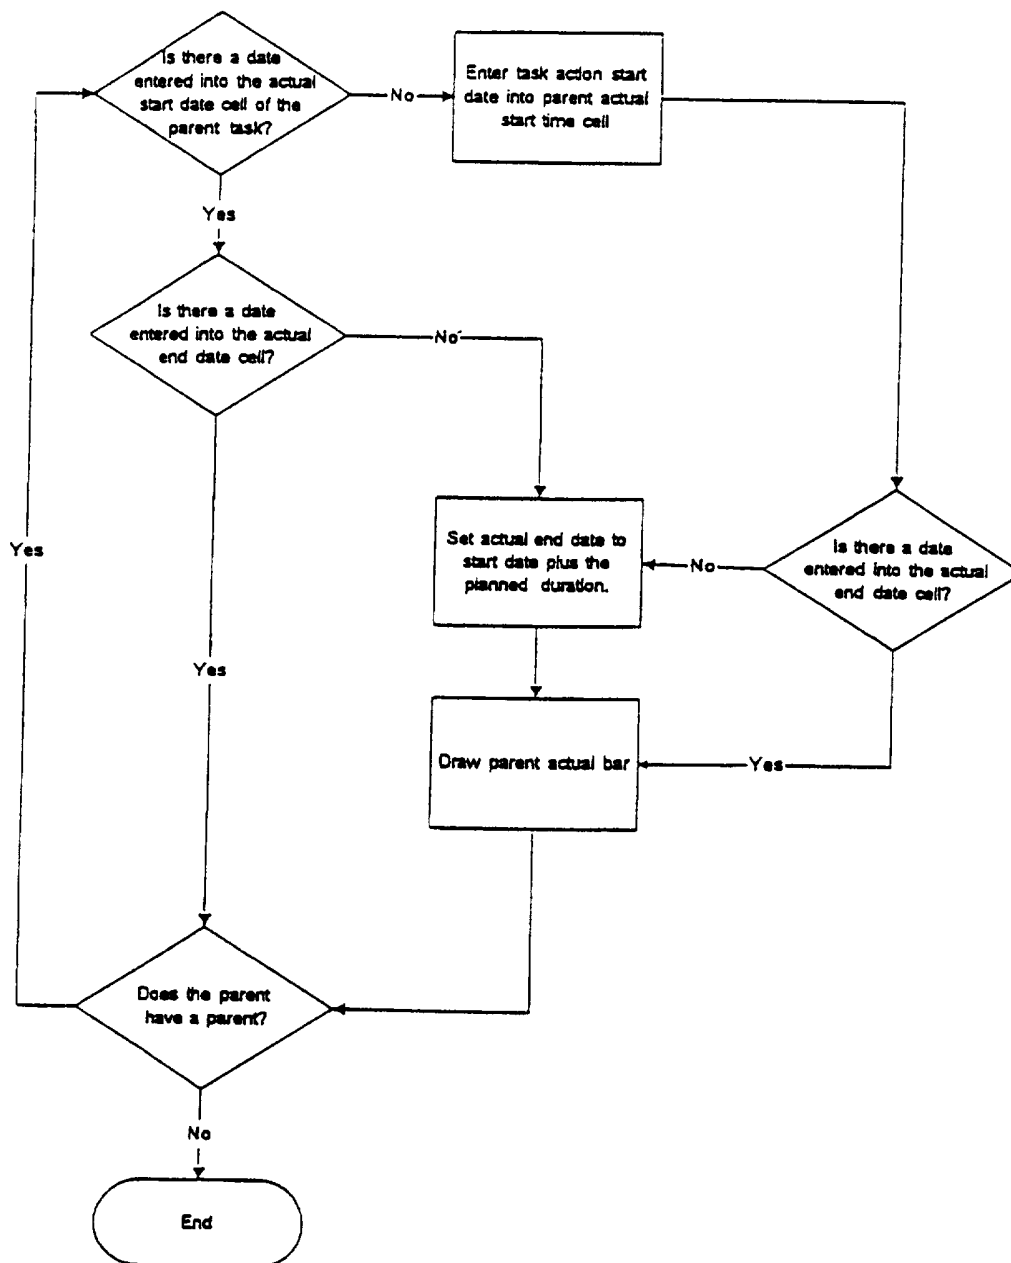 Is there a date
entered into the actual
start date cell of the
parent task?
No
Enter task action start
date into parent actual
start time cell
Yes
Is there a date
entered into the actual
end date cell?
No
Set actual end date to
start date plus the
planned duration.
No
Is there a date
entered into the actual
end date cell?
Yes
Yes
Draw parent actual bar
Yes
Does the parent
have a parent?
No
End